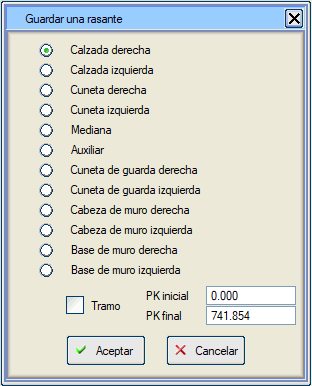 Guardar una rasante
Calzada derecha
Calzada izquierda
Cuneta derecha
Cuneta izquierda
Mediana
Auxiliar
Cuneta de guarda derecha
Cuneta de guarda izquierda
Cabeza de muro derecha
Cabeza de muro izquierda
Base de muro derecha
Base de muro izquierda
Tramo
PK inicial 0.000
PK final 741.854
Aceptar Cancelar